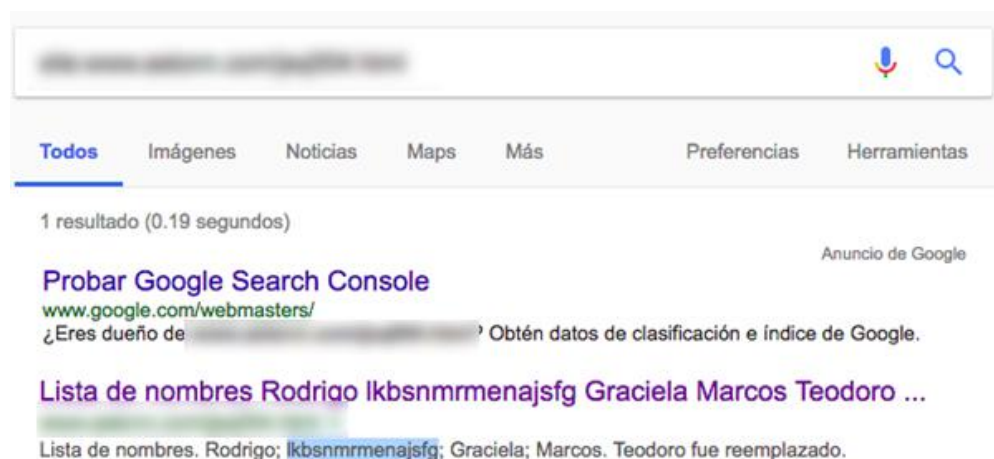 Todos Imágenes Noticias Maps Más Preferencias Herramientas
1 resultado (0.19 segundos)
Anuncio de Google
Probar Google Search Console
www.google.com/webmasters/
¿Eres dueño de ? Obtén datos de clasificación e índice de Google.
Lista de nombres Rodrigo lkbsnmrmenajsfg Graciela Marcos Teodoro ...
Lista de nombres. Rodrigo; lkbsnmrmenajsfg; Graciela; Marcos. Teodoro fue reemplazado.